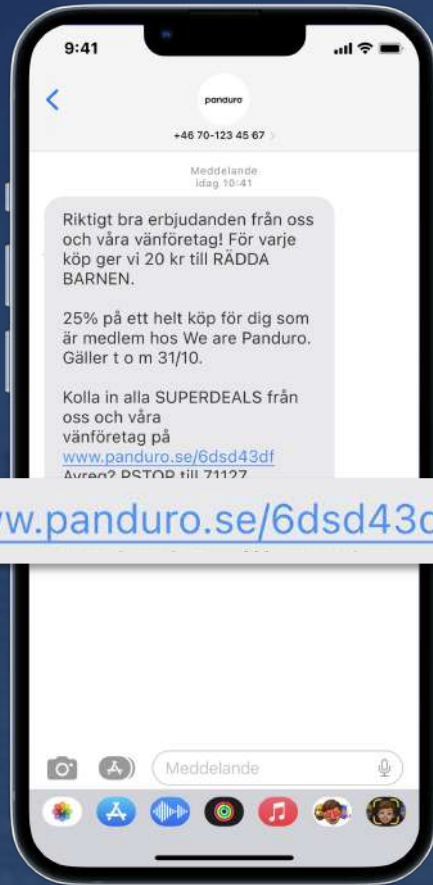 9:41
panduro
+46 70-123 45 67
Meddelande
idag 10:41
Riktigt bra erbjudanden från oss
och våra vänföretag! För varje
köp ger vi 20 kr till RÄDDA
BARNEN.
25% på ett helt köp för dig som
är medlem hos We are Panduro.
Gäller t o m 31/10.
Kolla in alla SUPERDEALS från
oss och våra
vänföretag på
www.panduro.se/6dsd43df
Avreg? PSTOP till 71127
w.panduro.se/6dsd43d
Meddelande